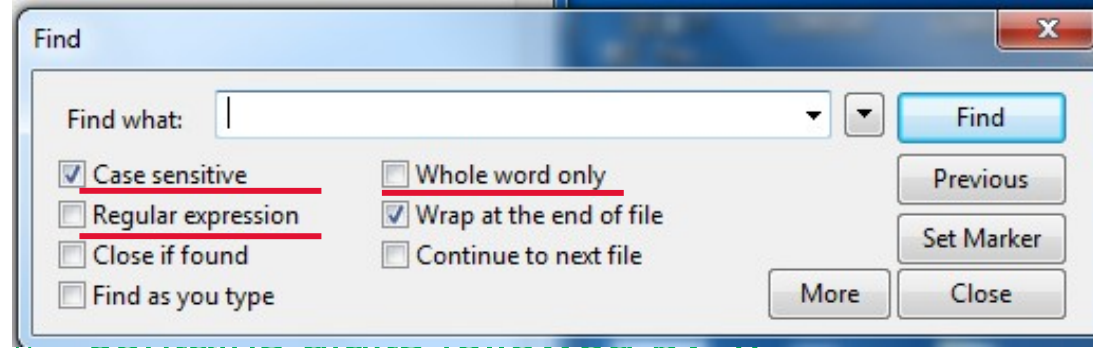 Find
Find what:
Find
Case sensitive
Whole word only
Previous
Regular expression
Wrap at the end of file
Set Marker
Close if found
Continue to next file
Find as you type
More
Close